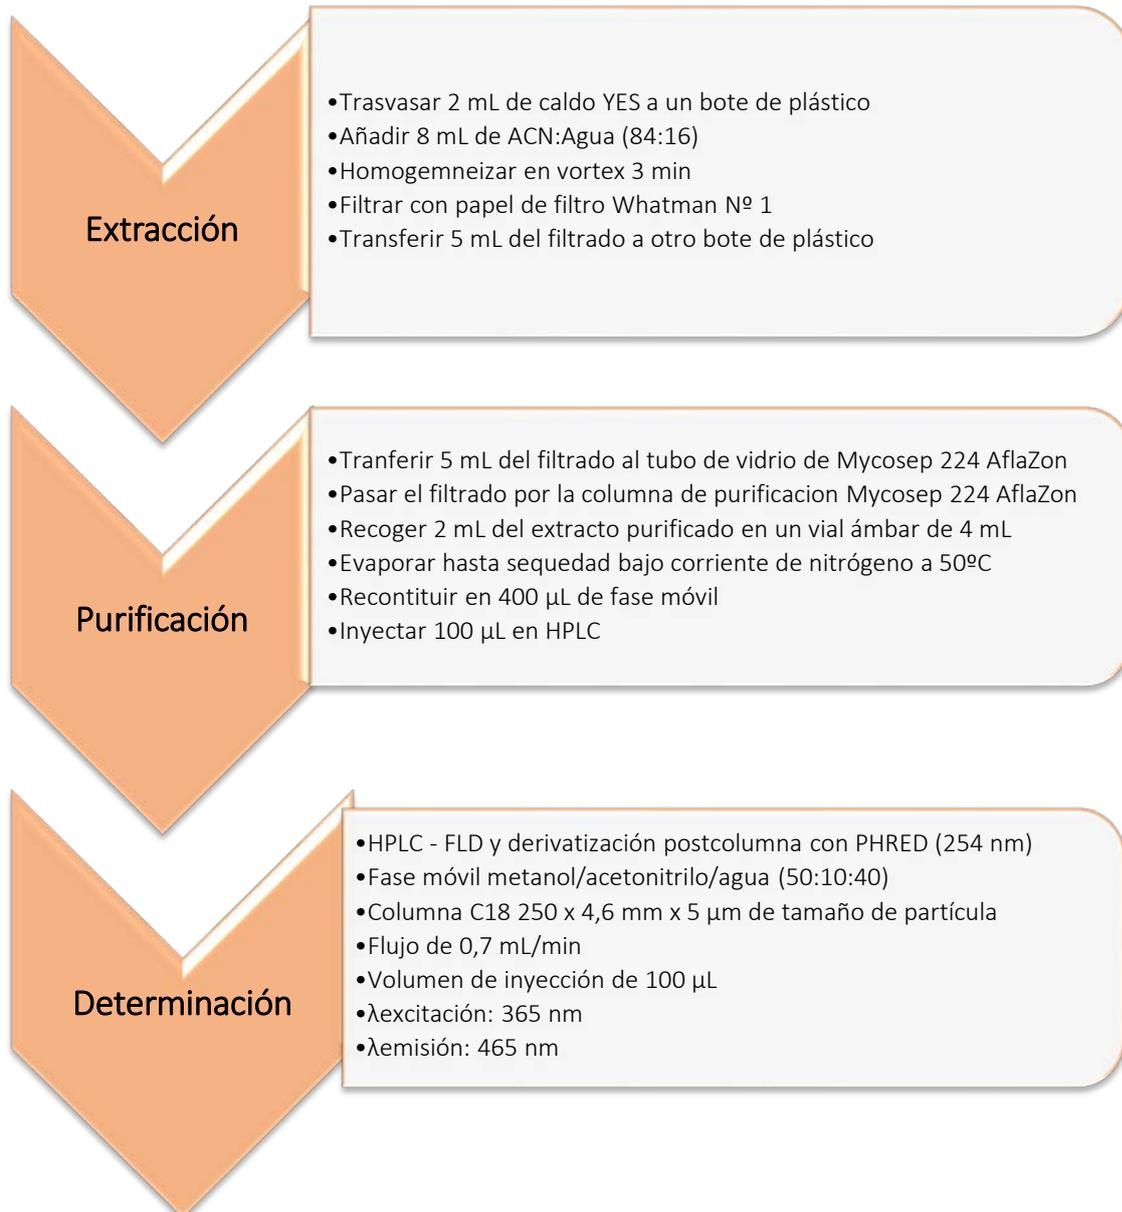 Extracción
•Trasvasar 2 mL de caldo YES a un bote de plástico
•Añadir 8 mL de ACN:Agua (84:16)
•Homogemneizar en vortex 3 min
•Filtrar con papel de filtro Whatman Nº 1
•Transferir 5 mL del filtrado a otro bote de plástico
Purificación
•Tranferir 5 mL del filtrado al tubo de vidrio de Mycosep 224 AflaZon
•Pasar el filtrado por la columna de purificacion Mycosep 224 AflaZon
•Recoger 2 mL del extracto purificado en un vial ámbar de 4 mL
•Evaporar hasta sequedad bajo corriente de nitrógeno a 50ºC
•Recontituir en 400 µL de fase móvil
•Inyectar 100 µL en HPLC
Determinación
•HPLC - FLD y derivatización postcolumna con PHRED (254 nm)
•Fase móvil metanol/acetonitrilo/agua (50:10:40)
•Columna C18 250 x 4,6 mm x 5 µm de tamaño de partícula
•Flujo de 0,7 mL/min
•Volumen de inyección de 100 µL
•λexcitación: 365 nm
•λemisión: 465 nm